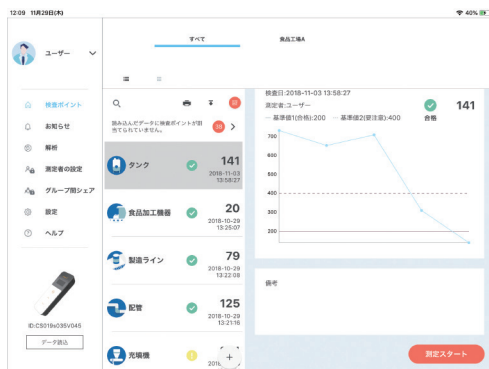 12:09 11月29日(木)
40%
ユーザー
すべて
食品工場A
検査ポイント
お知らせ
解析
測定者の設定
グループ間シェア
設定
ヘルプ
ID:CS019s035V045
データ読込
読み込んだデータに検査ポイントが割
当てられていません。
38
タンク
141
2018-11-03
13:58:27
食品加工機器
20
2018-10-29
13:25:07
製造ライン
79
2018-10-29
13:22:08
配管
125
2018-10-29
13:21:16
充填機
検査日:2018-11-03 13:58:27
測定者:ユーザー
基準値1(合格):200 基準値2(要注意):400
合格
141
700
600
500
400
300
200
備考
測定スタート